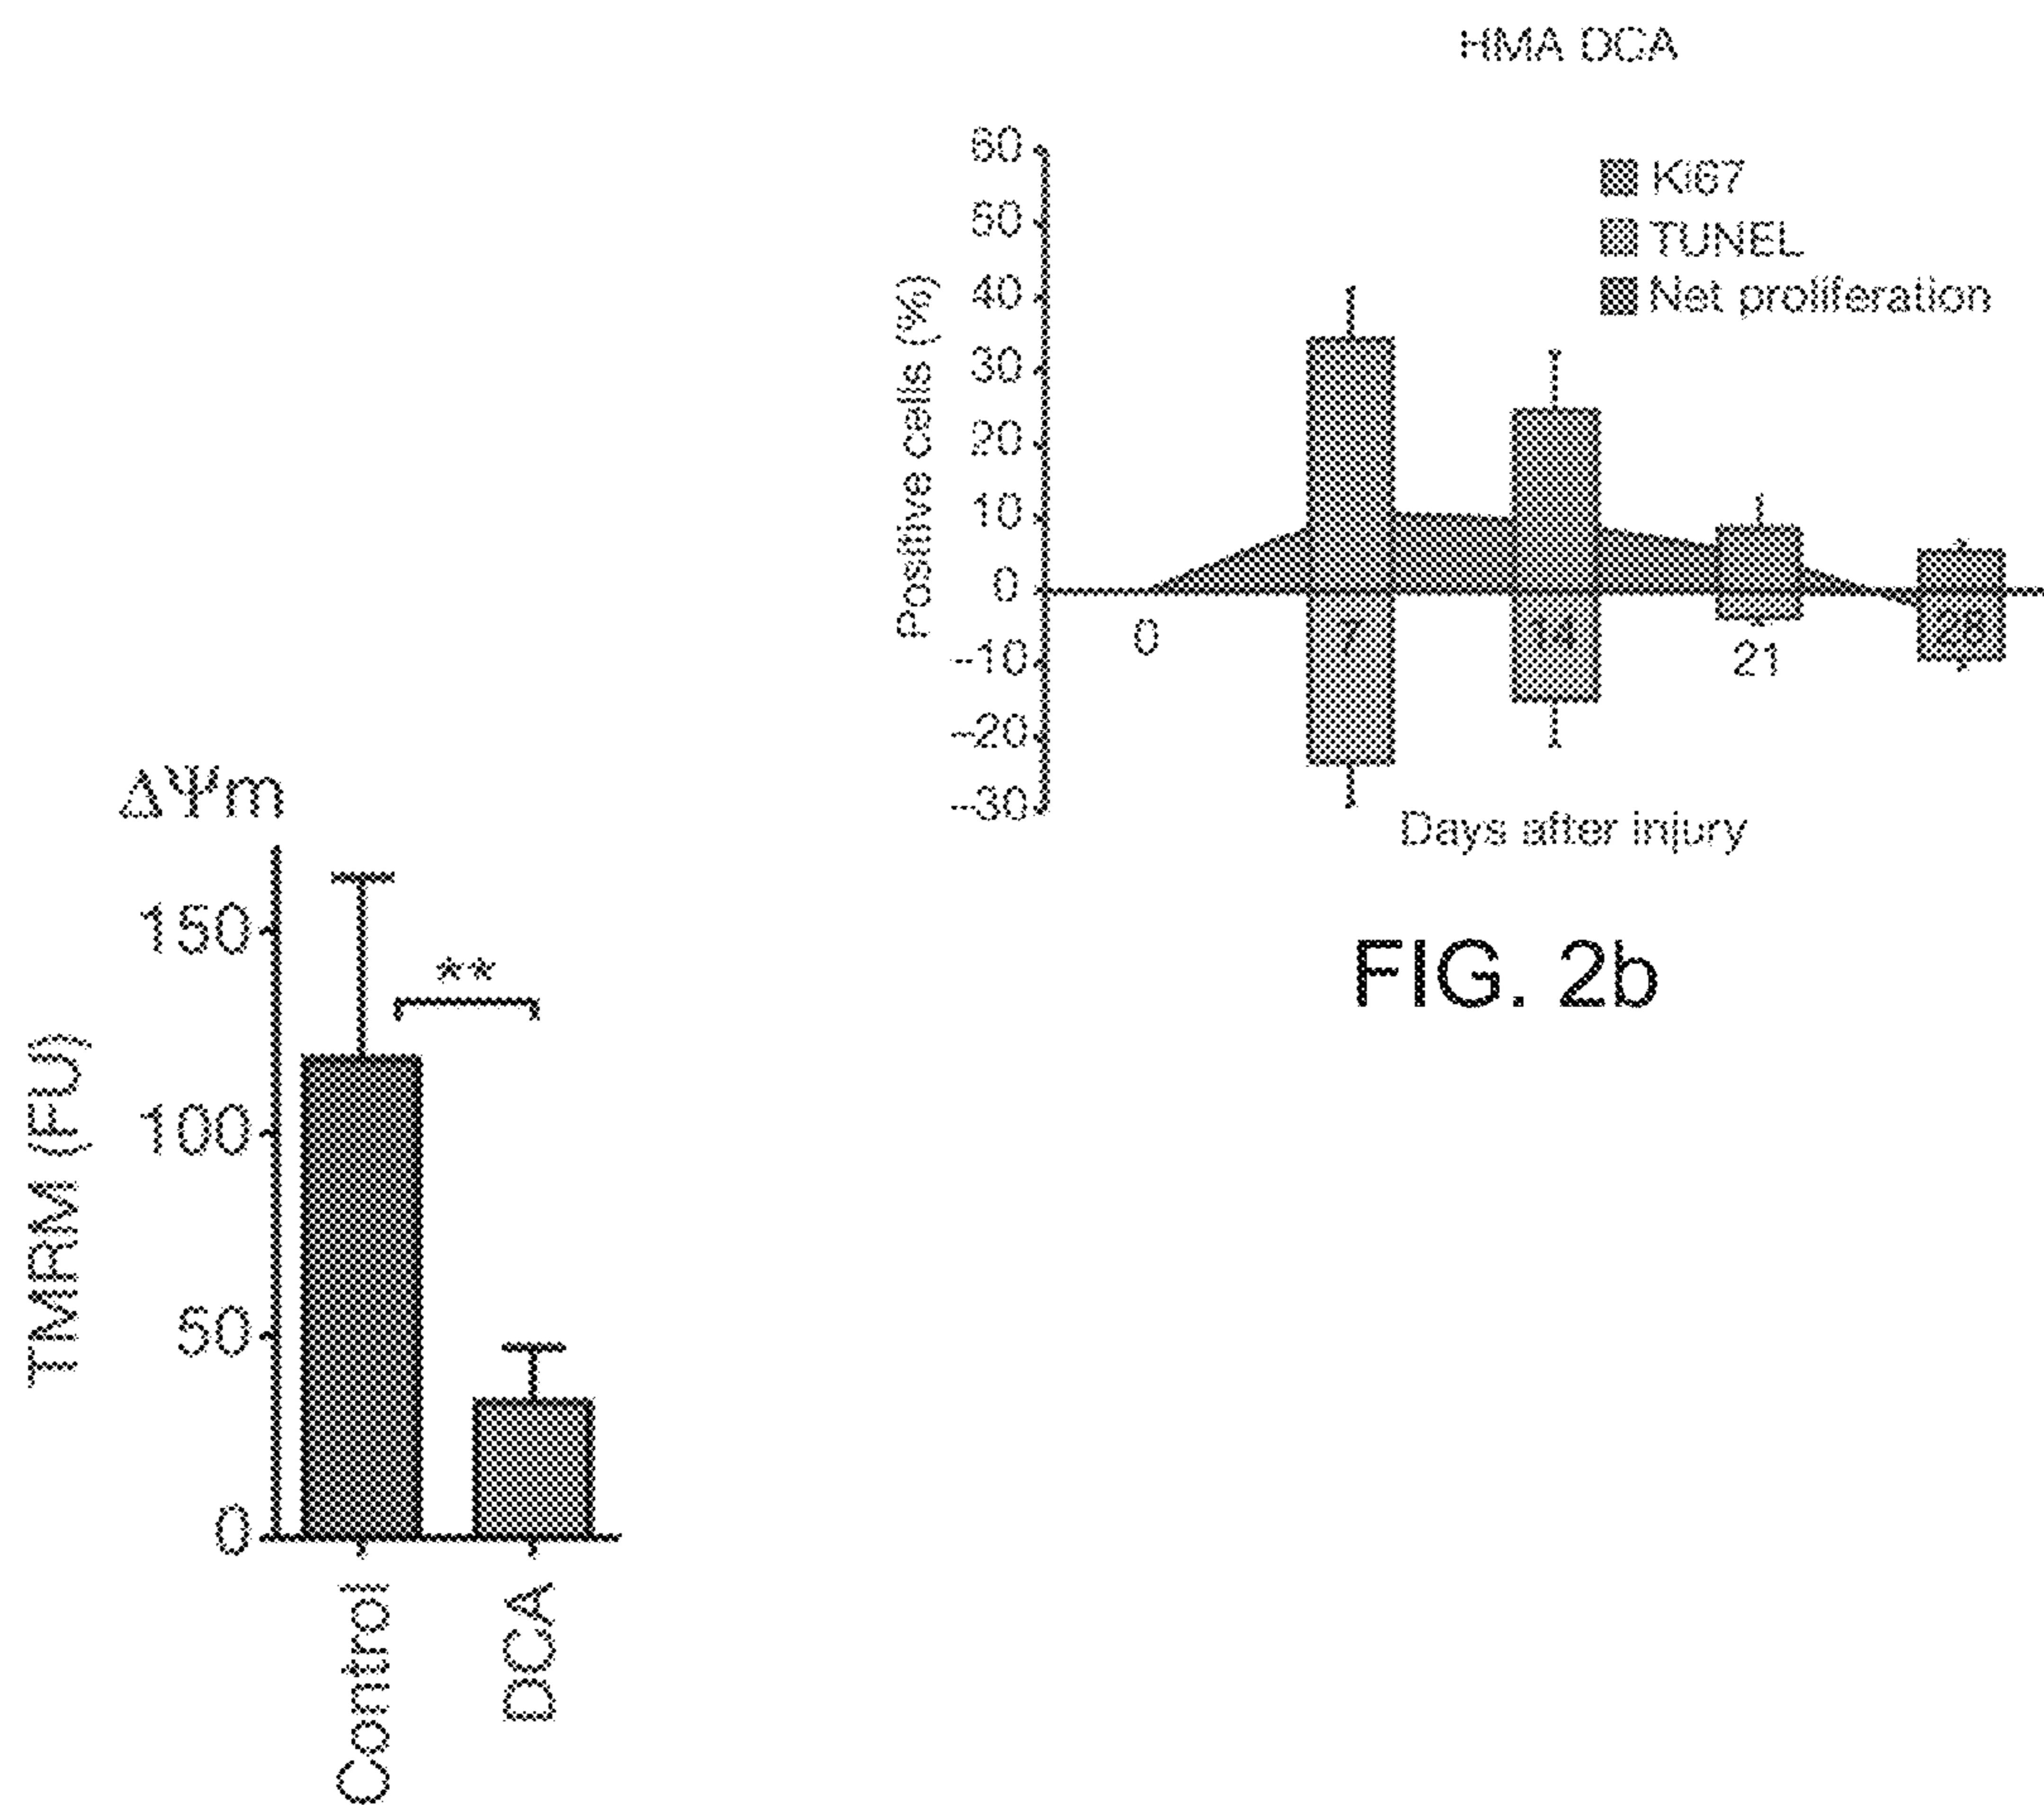 HMA DCA
60
50
40
30
20
10
0
-10
-20
-30
Positive cells (%)
Ki67
TUNEL
Net proliferation
0
7
14
21
28
Days after injury
FIG. 2b
ΔΨm
150
100
50
0
TMRM (FU)
**
Control
DCA